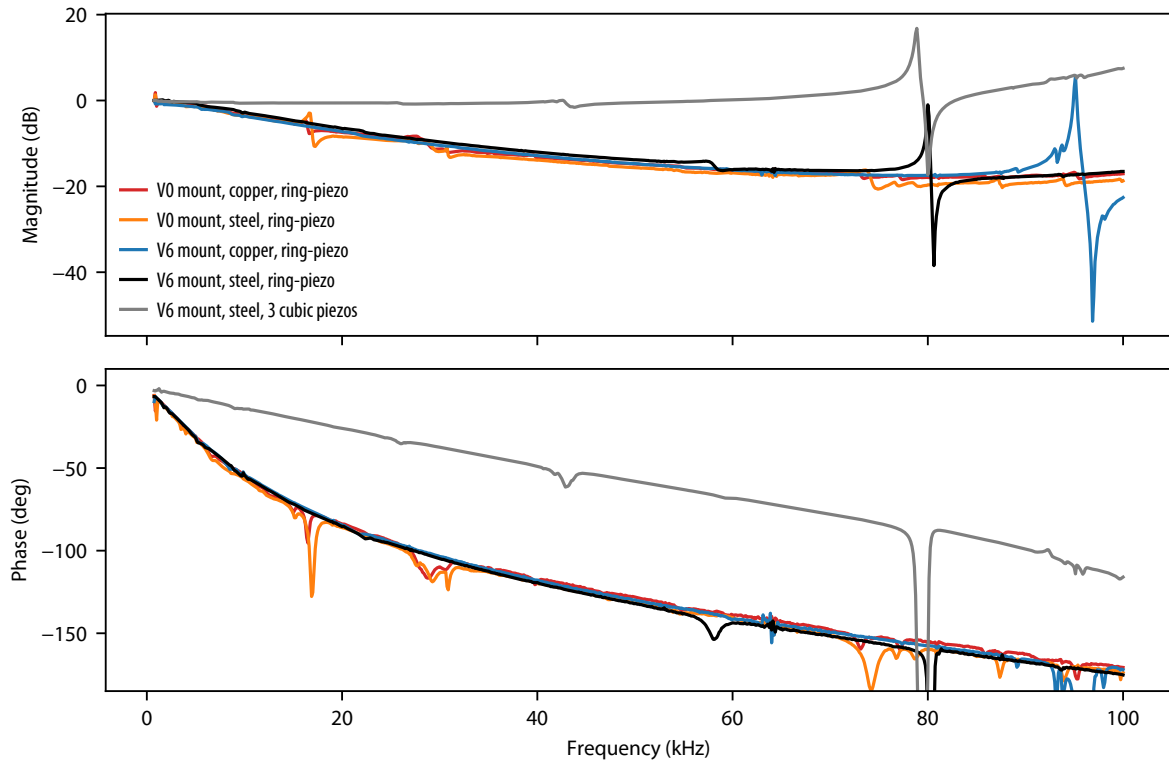 20
0
−20
−40
Magnitude (dB)
V0 mount, copper, ring-piezo
V0 mount, steel, ring-piezo
V6 mount, copper, ring-piezo
V6 mount, steel, ring-piezo
V6 mount, steel, 3 cubic piezos
0
−50
−100
−150
Phase (deg)
0 20 40 60 80 100
Frequency (kHz)